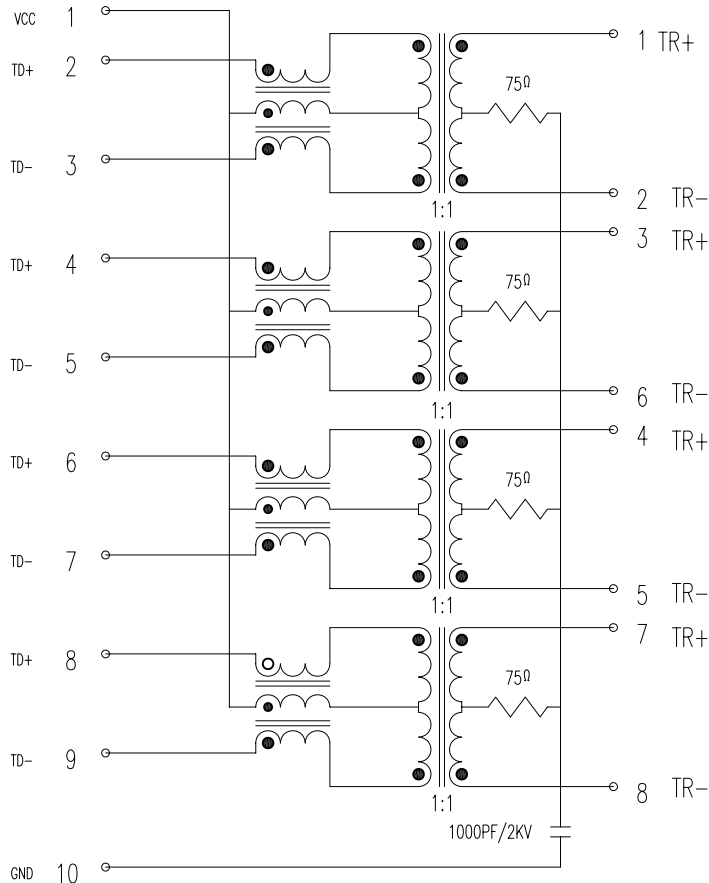 VCC 1
1 TR+
TD+ 2
75Ω
TD- 3
2 TR-
1:1
3 TR+
TD+ 4
75Ω
TD- 5
6 TR-
1:1
4 TR+
TD+ 6
75Ω
TD- 7
5 TR-
1:1
7 TR+
TD+ 8
75Ω
TD- 9
8 TR-
1:1
1000PF/2KV
GND 10